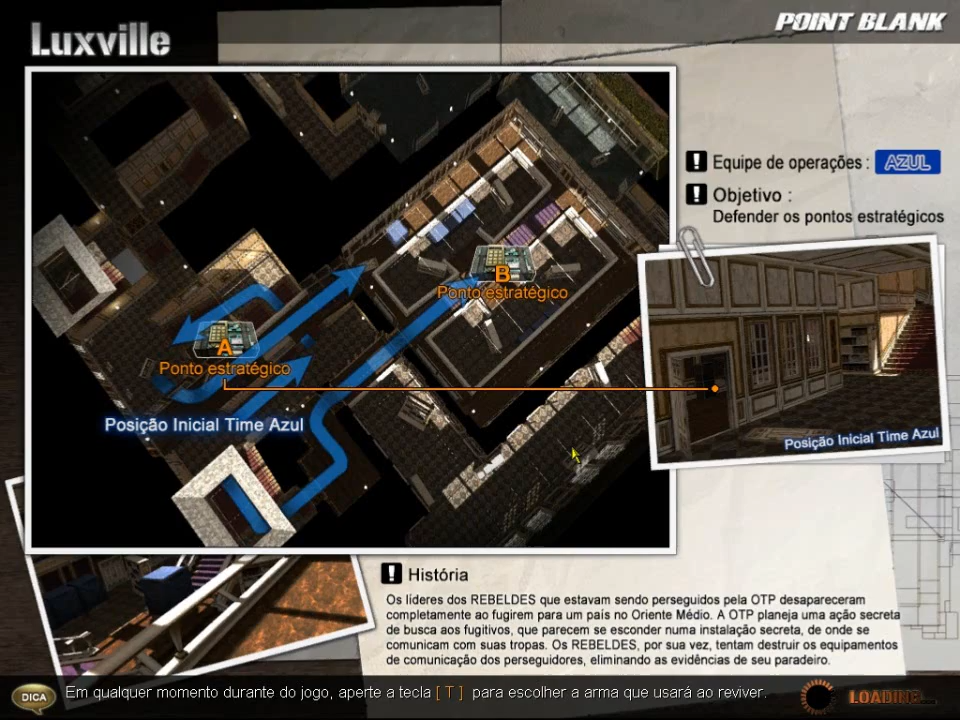 Luxville
POINT BLANK
! Equipe de operações : AZUL
! Objetivo :
Defender os pontos estratégicos
B
Ponto estratégico
A
Ponto estratégico
Posição Inicial Time Azul
Posição Inicial Time Azul
! História
Os líderes dos REBELDES que estavam sendo perseguidos pela OTP desapareceram
completamente ao fugirem para um país no Oriente Médio. A OTP planeja uma ação secreta
de busca aos fugitivos, que parecem se esconder numa instalação secreta, de onde se
comunicam com suas tropas. Os REBELDES, por sua vez, tentam destruir os equipamentos
de comunicação dos perseguidores, eliminando as evidências de seu paradeiro.
DICA Em qualquer momento durante do jogo, aperte a tecla [ T ] para escolher a arma que usará ao reviver.
LOADING...